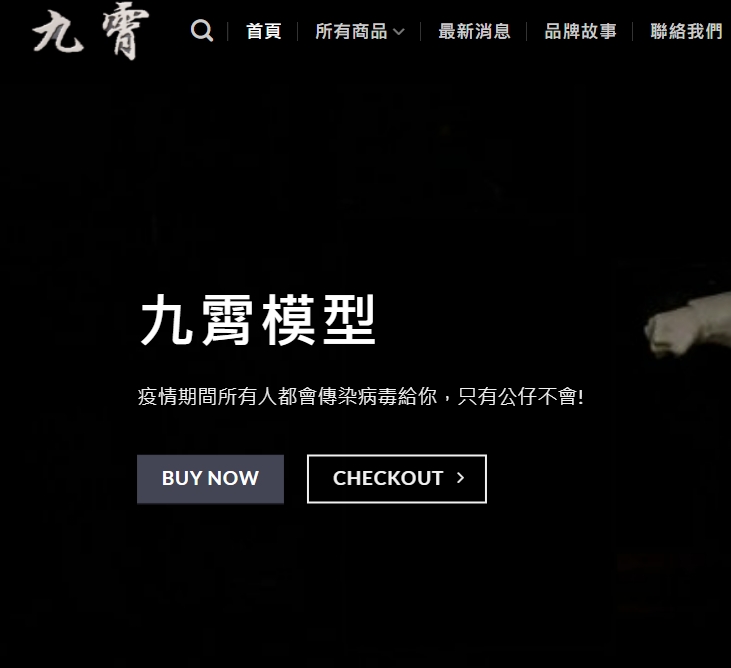 九霄
首頁 所有商品 最新消息 品牌故事 聯絡我們
九霄模型
疫情期間所有人都會傳染病毒給你，只有公仔不會!
BUY NOW CHECKOUT